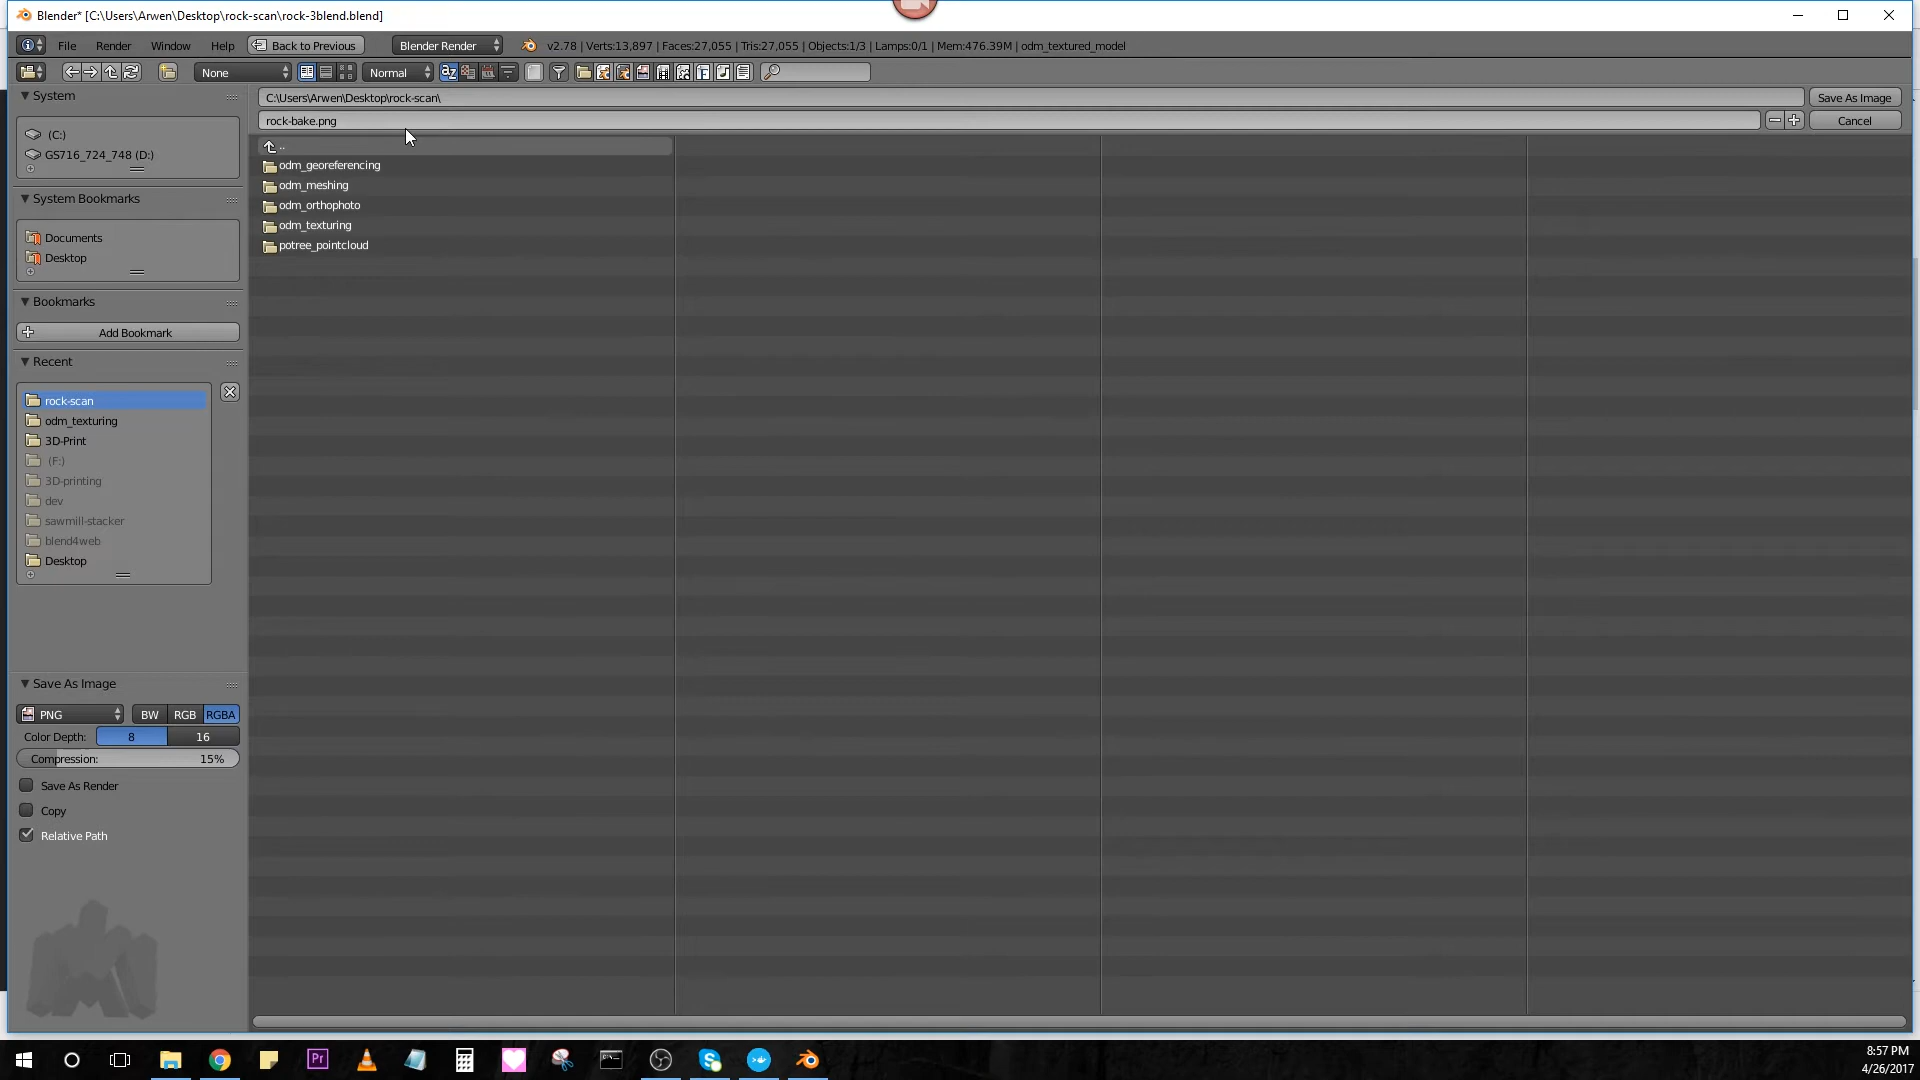 Blender* [C:\Users\Arwen\Desktop\rock-scan\rock-3blend.blend]
File Render Window Help Back to Previous Blender Render v2.78 | Verts:13,897 | Faces:27,055 | Tris:27,055 | Objects:1/3 | Lamps:0/1 | Mem:476.39M | odm_textured_model
None Normal
System
C:\Users\Arwen\Desktop\rock-scan\
Save As Image
rock-bake.png
Cancel
(C:)
GS716_724_748 (D:)
System Bookmarks
Documents
Desktop
Bookmarks
Add Bookmark
Recent
rock-scan
odm_texturing
3D-Print
(F:)
3D-printing
dev
sawmill-stacker
blend4web
Desktop
..
odm_georeferencing
odm_meshing
odm_orthophoto
odm_texturing
potree_pointcloud
Save As Image
PNG BW RGB RGBA
Color Depth: 8 16
Compression: 15%
Save As Render
Copy
Relative Path
Pr
8:57 PM
4/26/2017